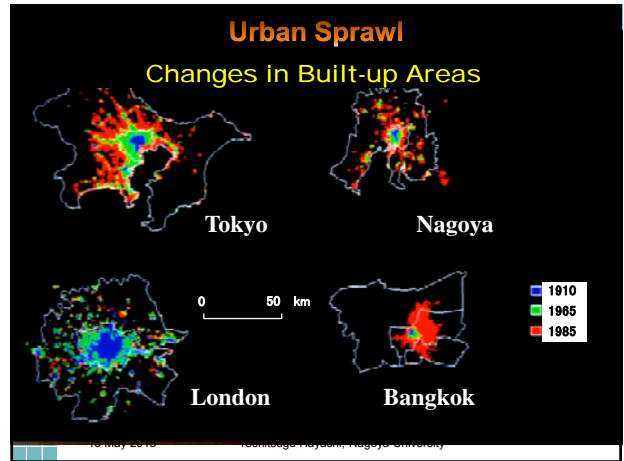 Urban Sprawl
Changes in Built-up Areas
Tokyo
Nagoya
0 50 km
1910
1965
1985
London
Bangkok
May Yoshitsugu Hayashi, Nagoya University